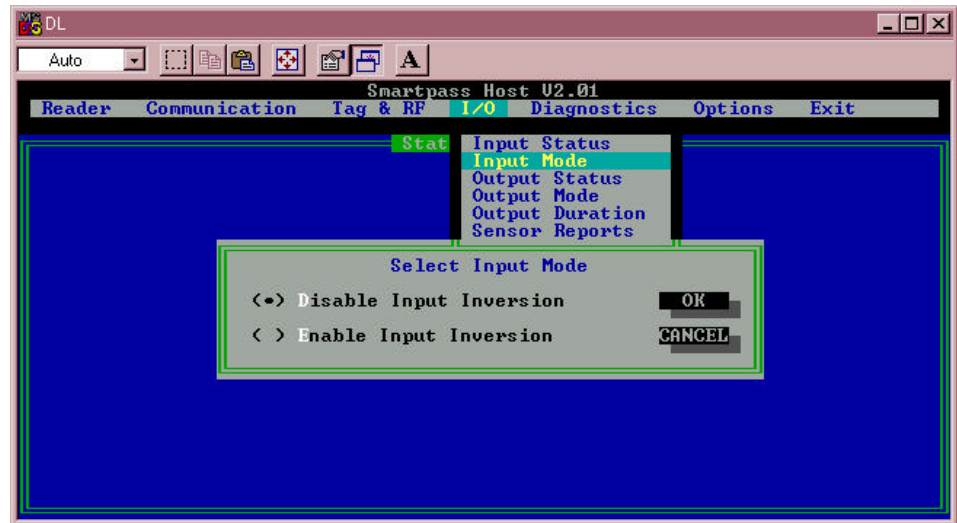 DL
Auto A
Smartpass Host V2.01
Reader Communication Tag & RF I/O Diagnostics Options Exit
Stat
Input Status
Input Mode
Output Status
Output Mode
Output Duration
Sensor Reports
Select Input Mode
(•) Disable Input Inversion OK
( ) Enable Input Inversion CANCEL